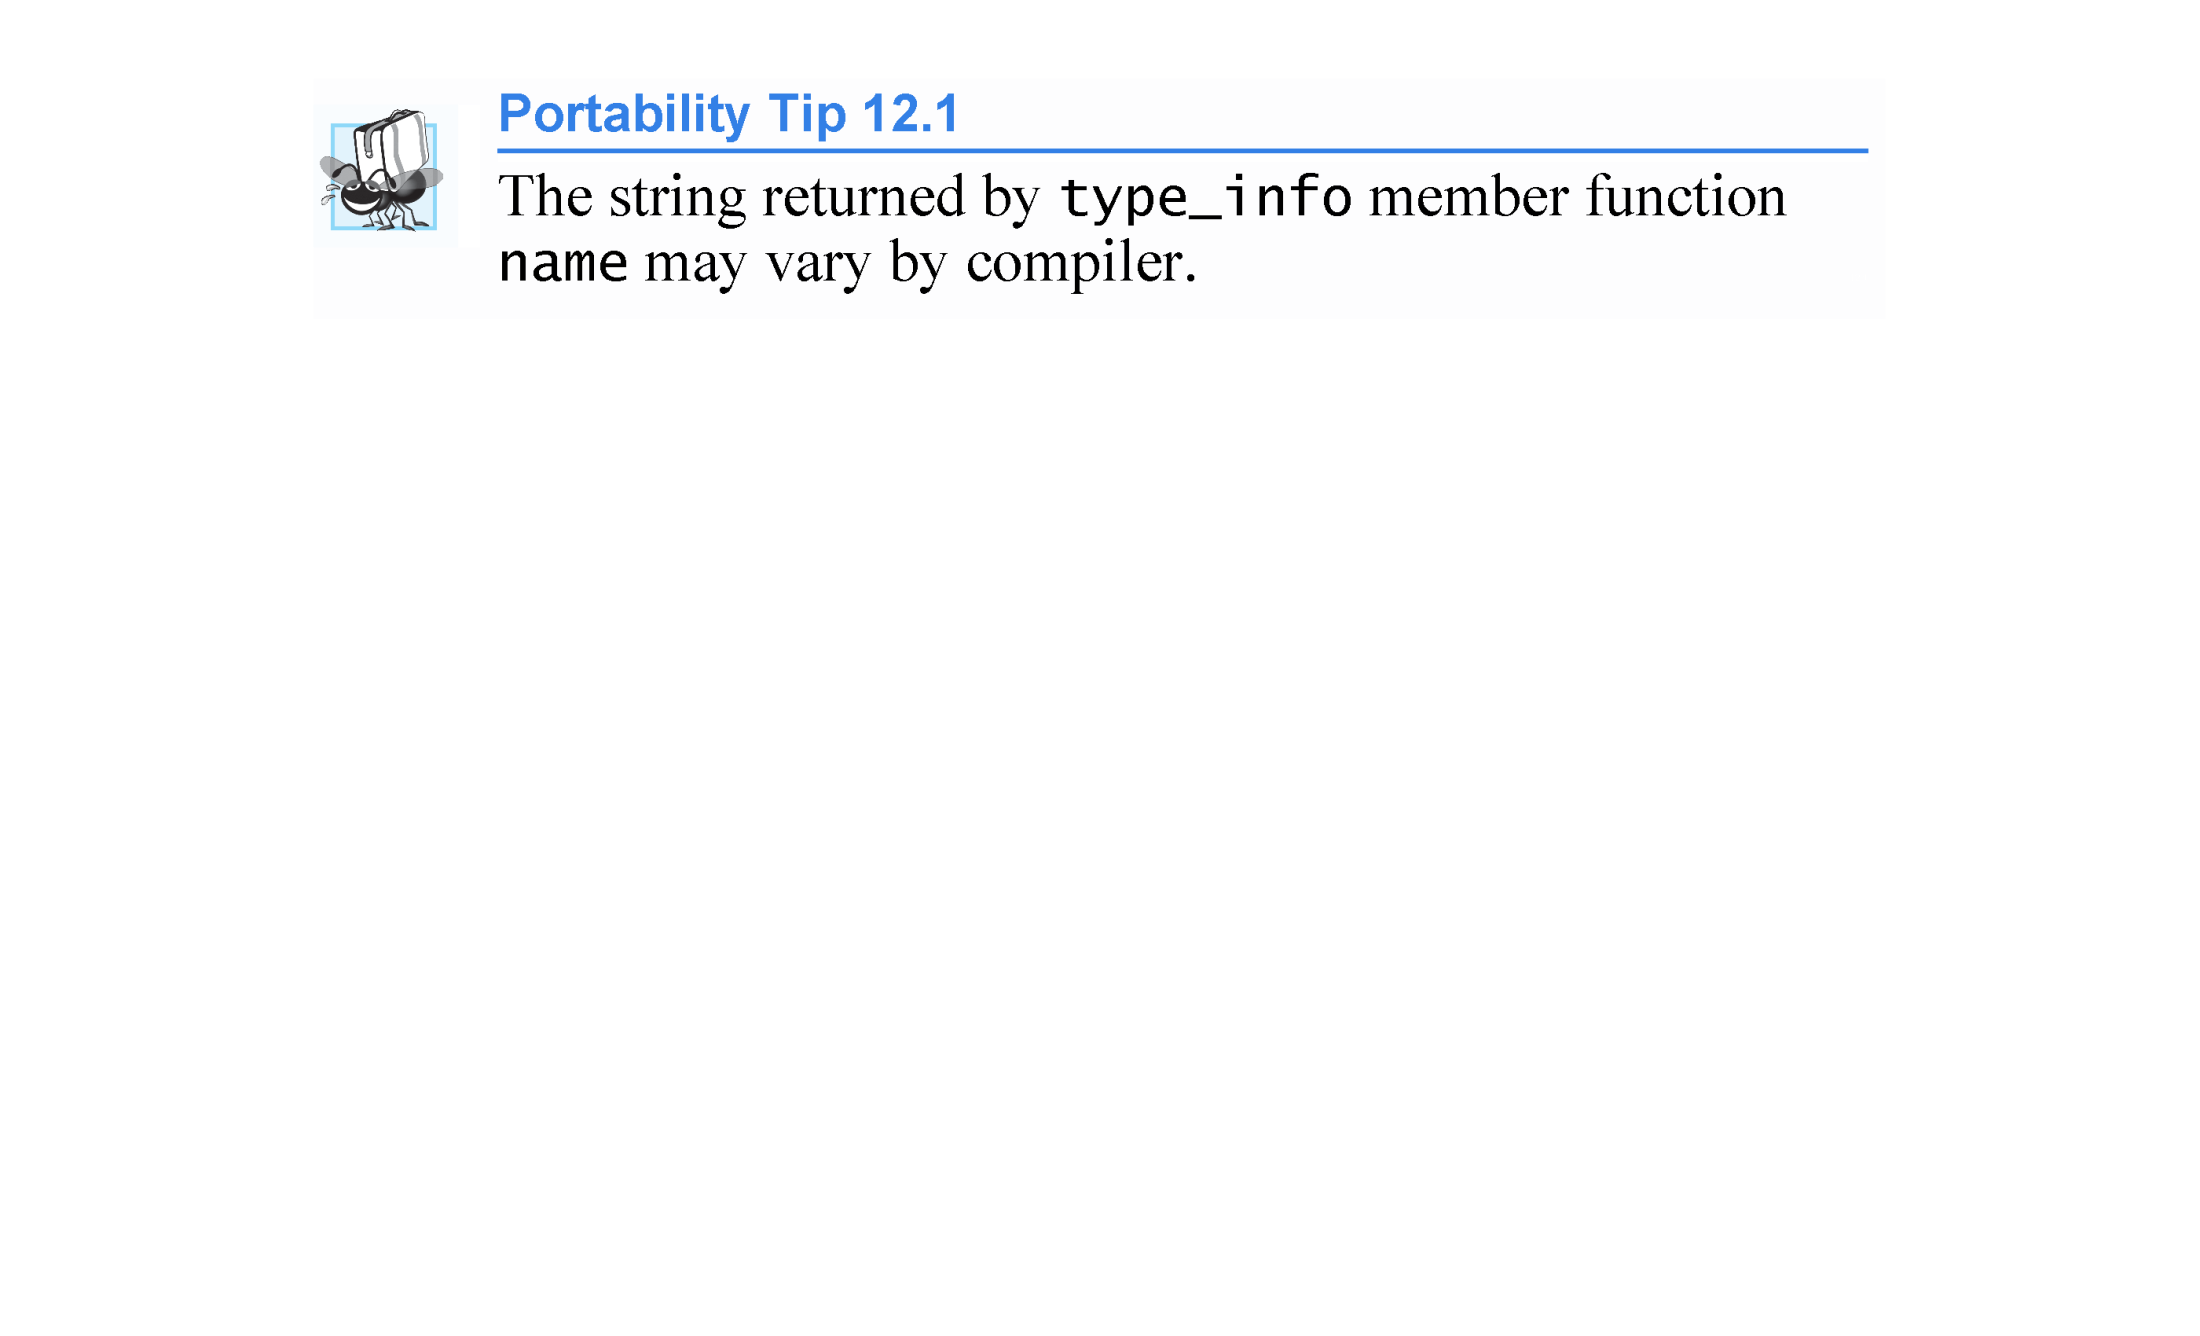 Portability Tip 12.1
The string returned by type_info member function
name may vary by compiler.